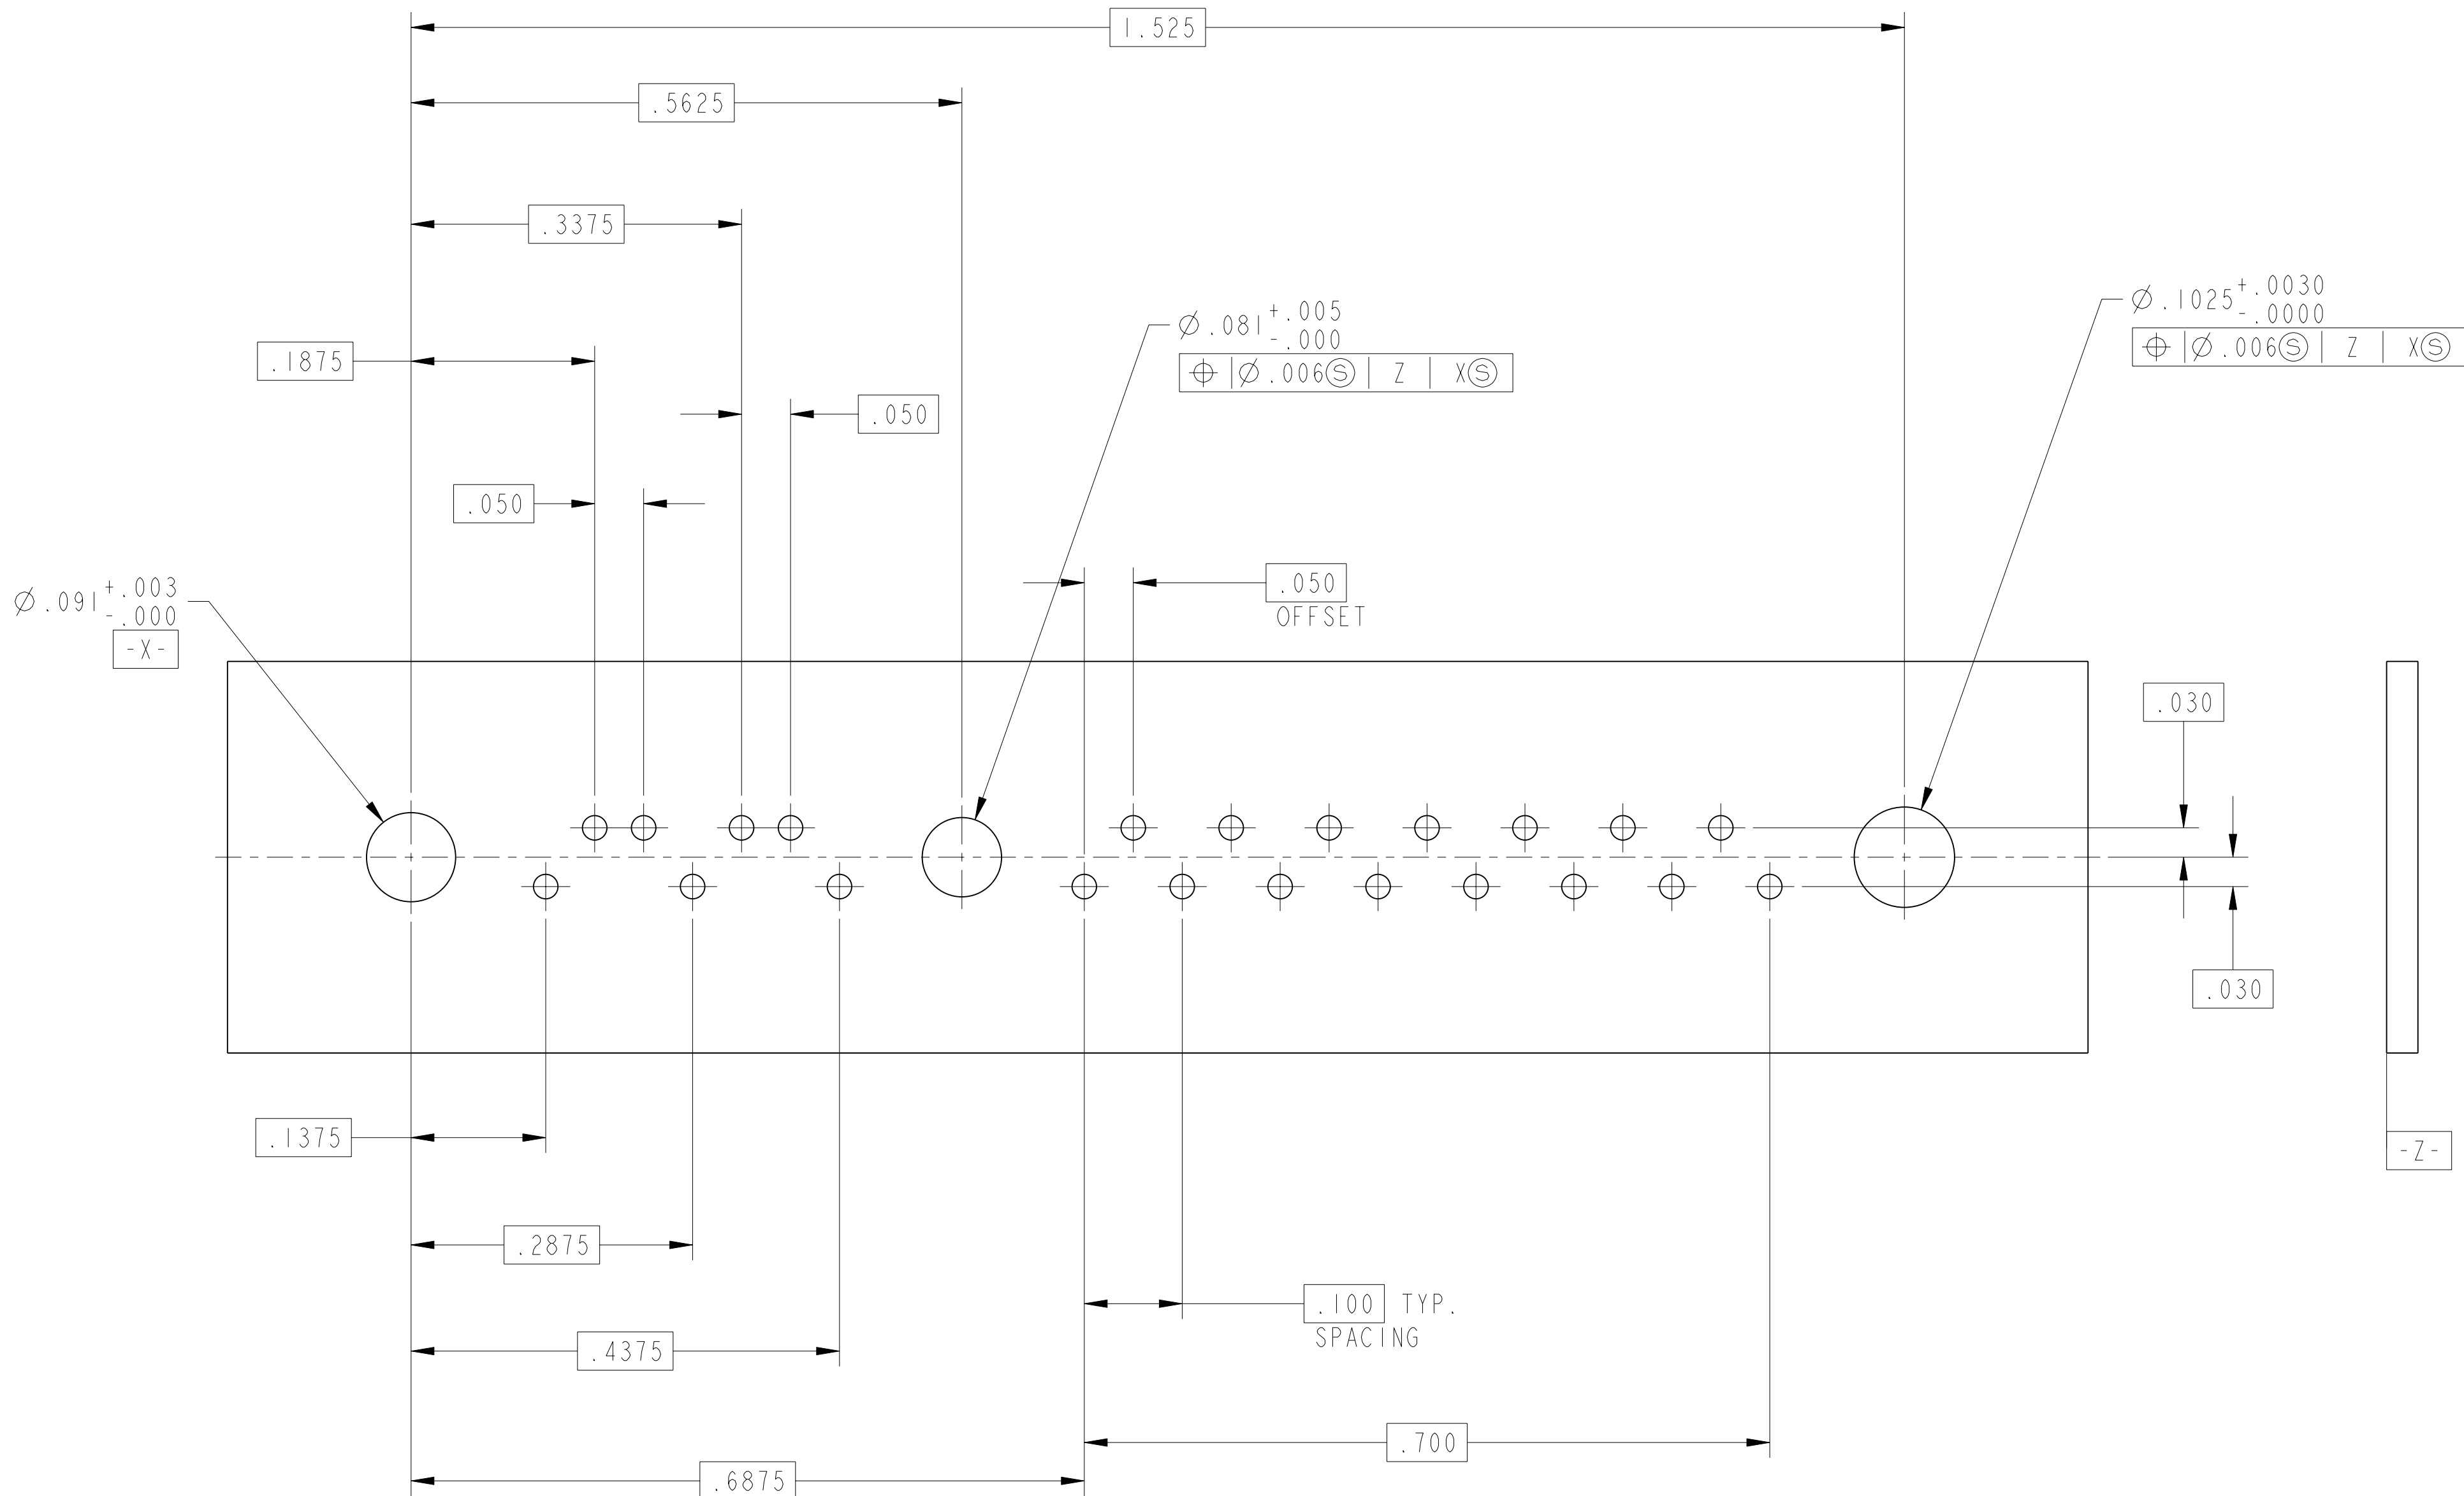 1.525
.5625
.3375
⌀.1025 +.0030
-.0000
⌖ | ⌀.006Ⓢ | Z | XⓈ
⌀.081 +.005
-.000
⌖ | ⌀.006Ⓢ | Z | XⓈ
.1875
.050
.050
.050
OFFSET
⌀.091 +.003
-.000
-X-
.030
.030
.1375
-Z-
.2875
.100 TYP.
SPACING
.4375
.700
.6875